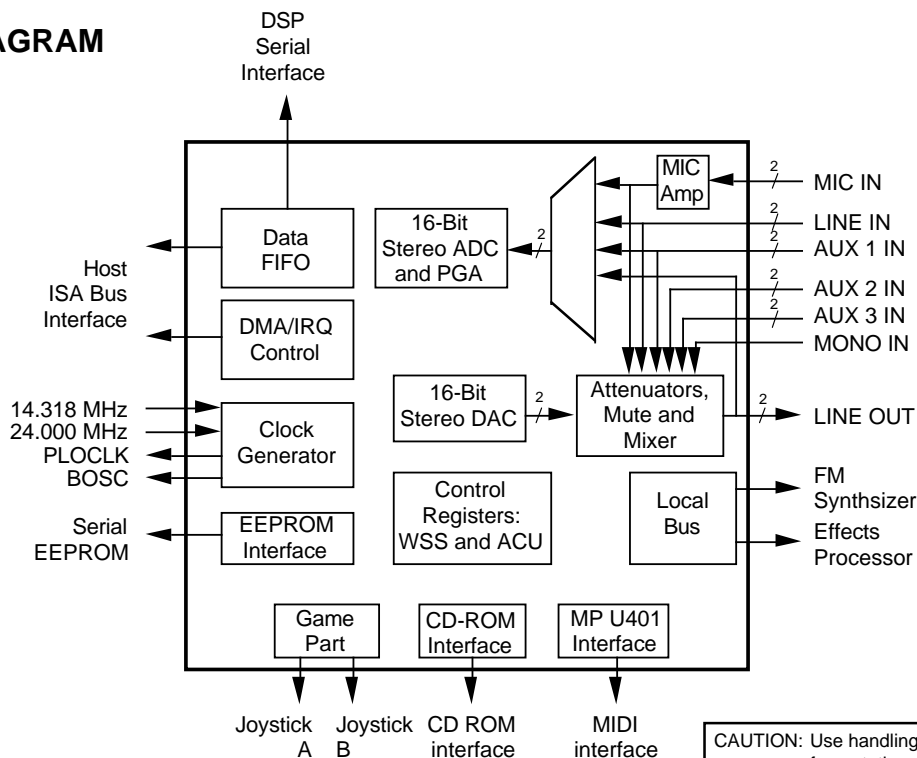 AGRAM
DSP
Serial
Interface
MIC
Amp
2
MIC IN
2
LINE IN
2
AUX 1 IN
2
AUX 2 IN
2
AUX 3 IN
MONO IN
16-Bit
Stereo ADC
and PGA
2
Data
FIFO
Host
ISA Bus
Interface
DMA/IRQ
Control
16-Bit
Stereo DAC
2
Attenuators,
Mute and
Mixer
2
LINE OUT
14.318 MHz
24.000 MHz
PLOCLK
BOSC
Clock
Generator
Control
Registers:
WSS and ACU
Local
Bus
FM
Synthsizer
Effects
Processor
Serial
EEPROM
EEPROM
Interface
Game
Part
CD-ROM
Interface
MP U401
Interface
Joystick
A
Joystick
B
CD ROM
interface
MIDI
interface
CAUTION: Use handling